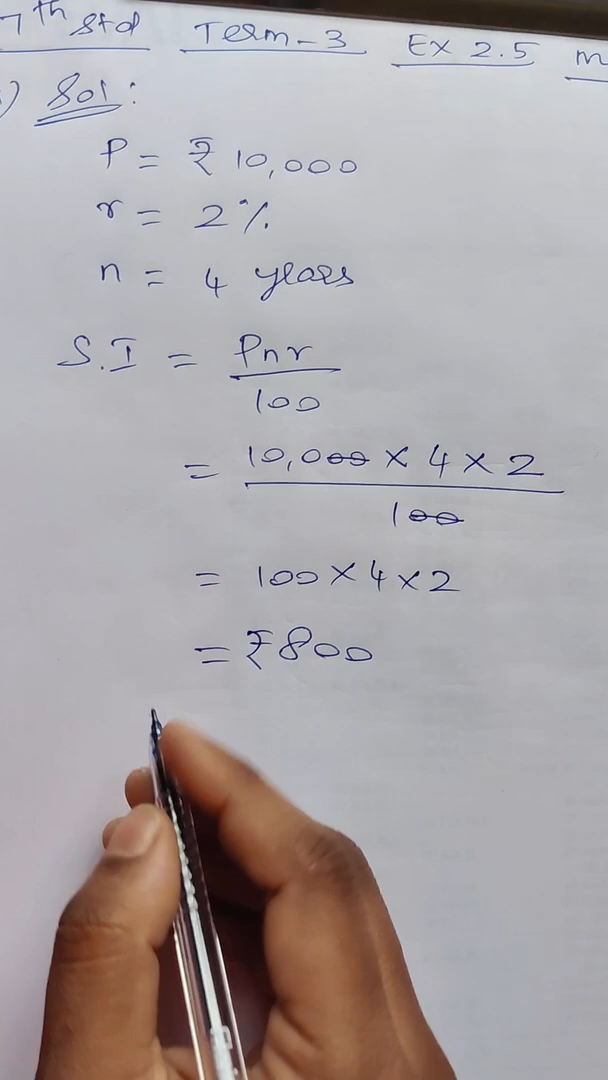 7th Std Term-3 Ex 2.5 m
) Sol:
P = ₹ 10,000
r = 2%
n = 4 years
S.I = Pnr / 100
= 10,000 × 4 × 2 / 100
= 100 × 4 × 2
= ₹800